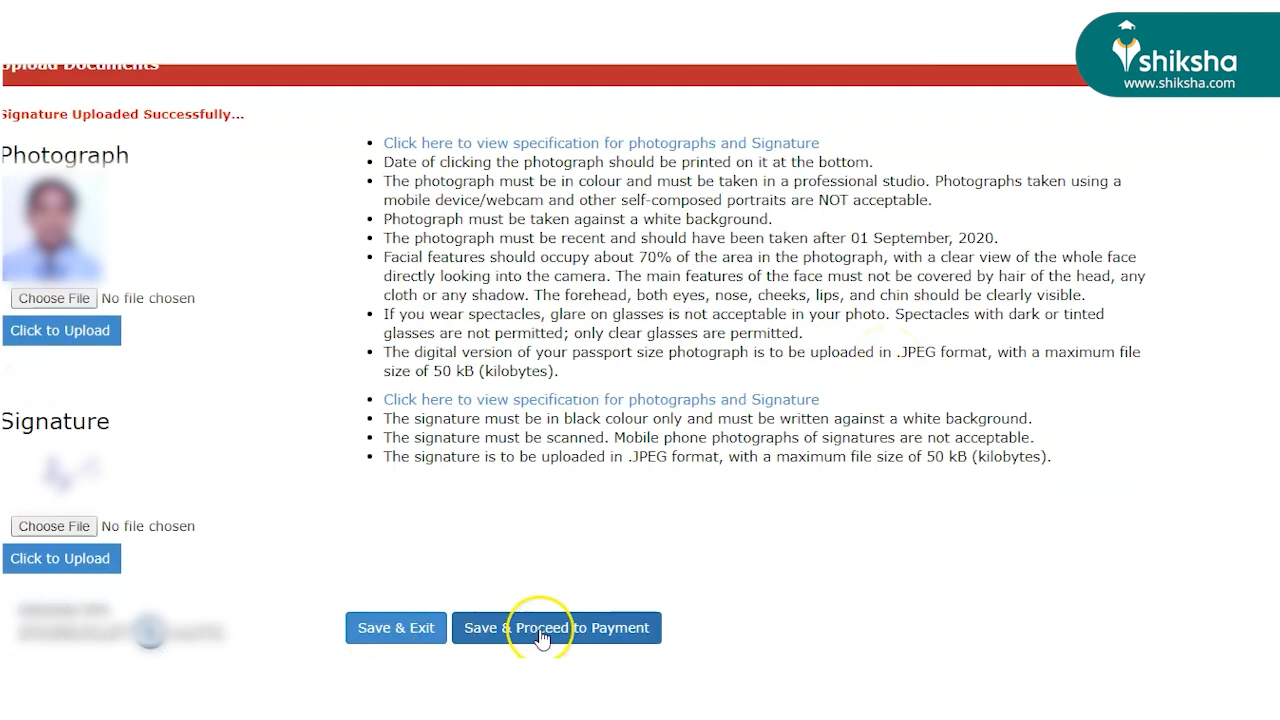 shiksha
www.shiksha.com
Upload Documents
Signature Uploaded Successfully...
Photograph
Choose File No file chosen
Click to Upload
Click here to view specification for photographs and Signature
Date of clicking the photograph should be printed on it at the bottom.
The photograph must be in colour and must be taken in a professional studio. Photographs taken using a
mobile device/webcam and other self-composed portraits are NOT acceptable.
Photograph must be taken against a white background.
The photograph must be recent and should have been taken after 01 September, 2020.
Facial features should occupy about 70% of the area in the photograph, with a clear view of the whole face
directly looking into the camera. The main features of the face must not be covered by hair of the head, any
cloth or any shadow. The forehead, both eyes, nose, cheeks, lips, and chin should be clearly visible.
If you wear spectacles, glare on glasses is not acceptable in your photo. Spectacles with dark or tinted
glasses are not permitted; only clear glasses are permitted.
The digital version of your passport size photograph is to be uploaded in .JPEG format, with a maximum file
size of 50 kB (kilobytes).
Signature
Choose File No file chosen
Click to Upload
Click here to view specification for photographs and Signature
The signature must be in black colour only and must be written against a white background.
The signature must be scanned. Mobile phone photographs of signatures are not acceptable.
The signature is to be uploaded in .JPEG format, with a maximum file size of 50 kB (kilobytes).
Save & Exit
Save & Proceed to Payment